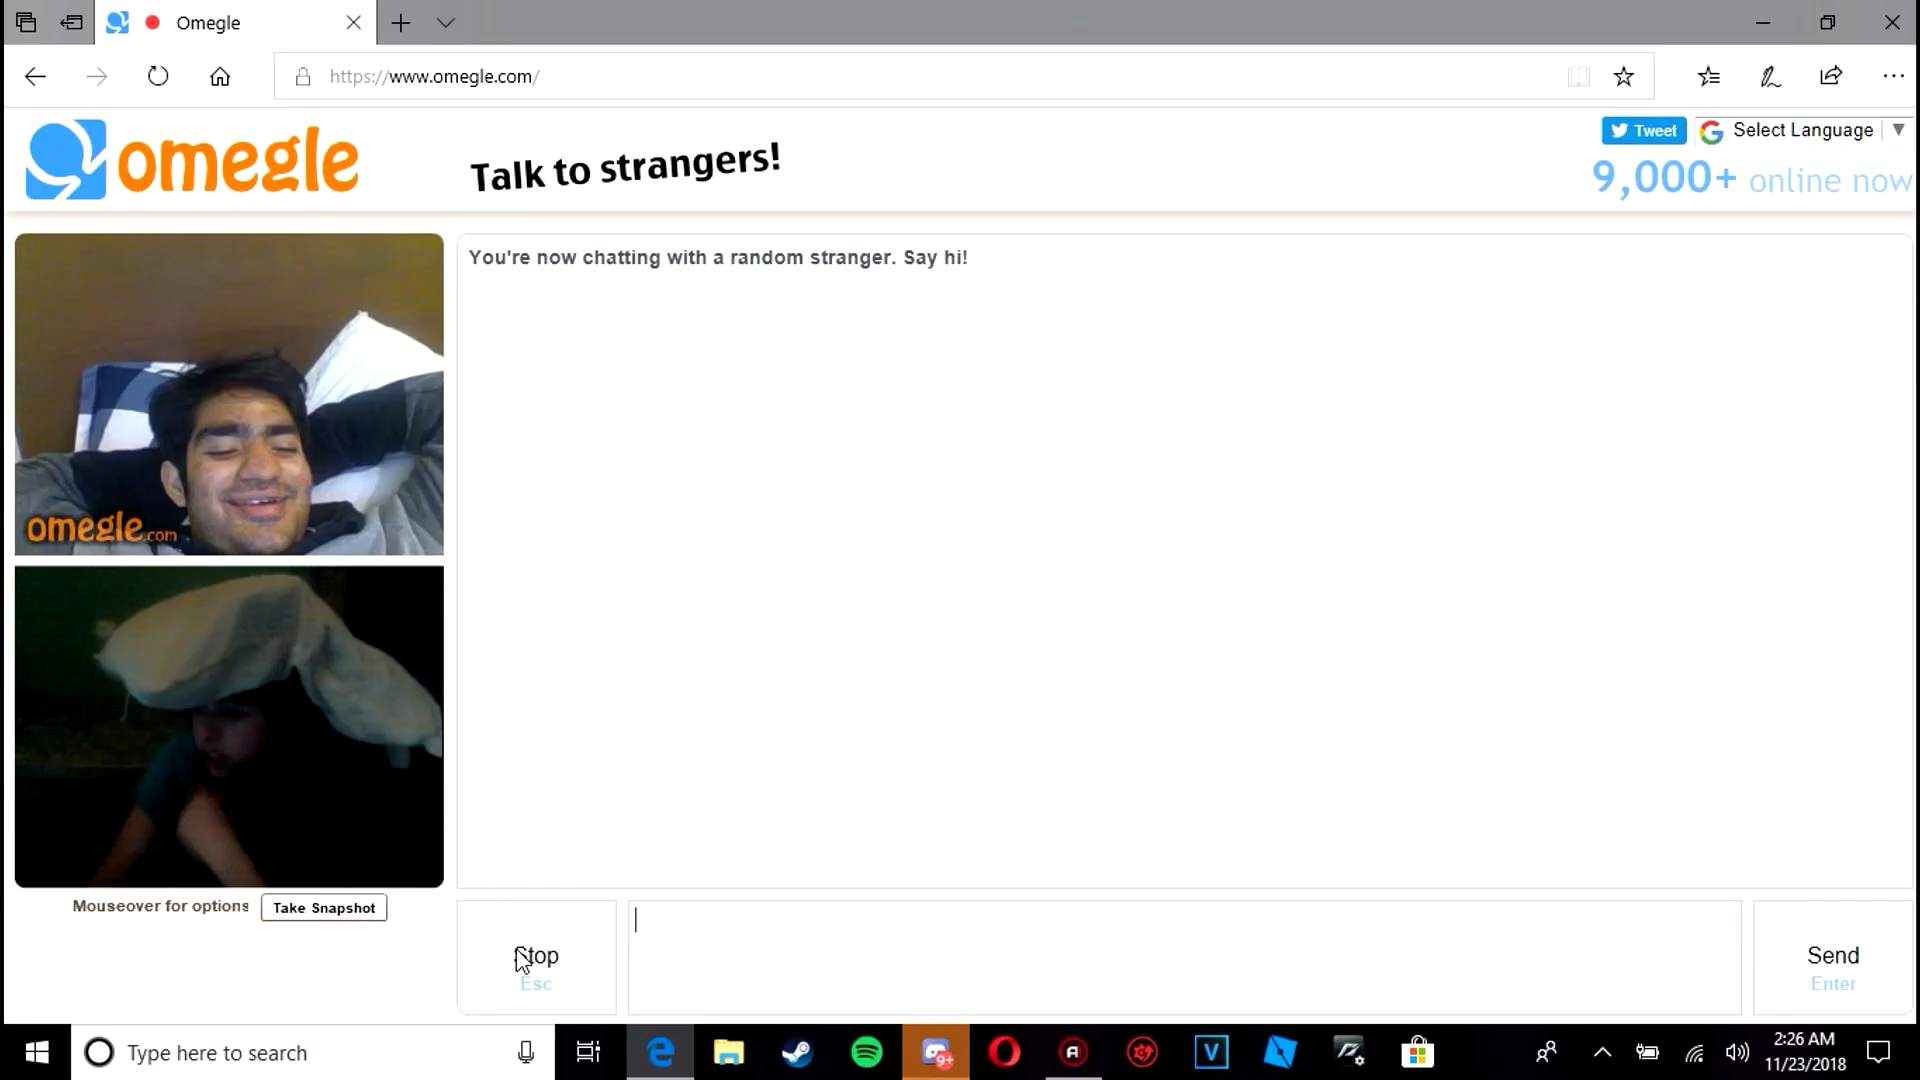 Omegle
https://www.omegle.com/
omegle
Talk to strangers!
Tweet
Select Language
9,000+ online now
You're now chatting with a random stranger. Say hi!
omegle.com
Mouseover for options
Take Snapshot
Stop
Esc
Send
Enter
Type here to search
9+
A
V
2:26 AM
11/23/2018